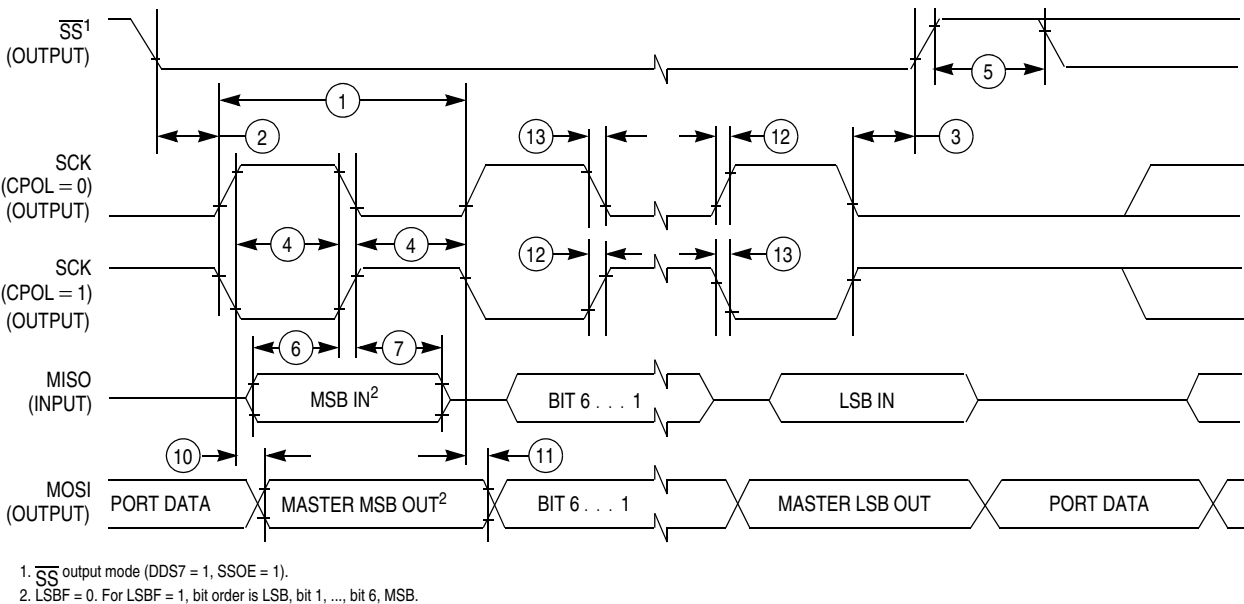 SS¹
(OUTPUT)
5
1
2
13
12
3
SCK
(CPOL = 0)
(OUTPUT)
4
4
12
13
SCK
(CPOL = 1)
(OUTPUT)
6
7
MISO
(INPUT)
MSB IN²
BIT 6 . . . 1
LSB IN
10
11
MOSI
(OUTPUT)
PORT DATA
MASTER MSB OUT²
BIT 6 . . . 1
MASTER LSB OUT
PORT DATA
1. SS output mode (DDS7 = 1, SSOE = 1).
2. LSBF = 0. For LSBF = 1, bit order is LSB, bit 1, ..., bit 6, MSB.